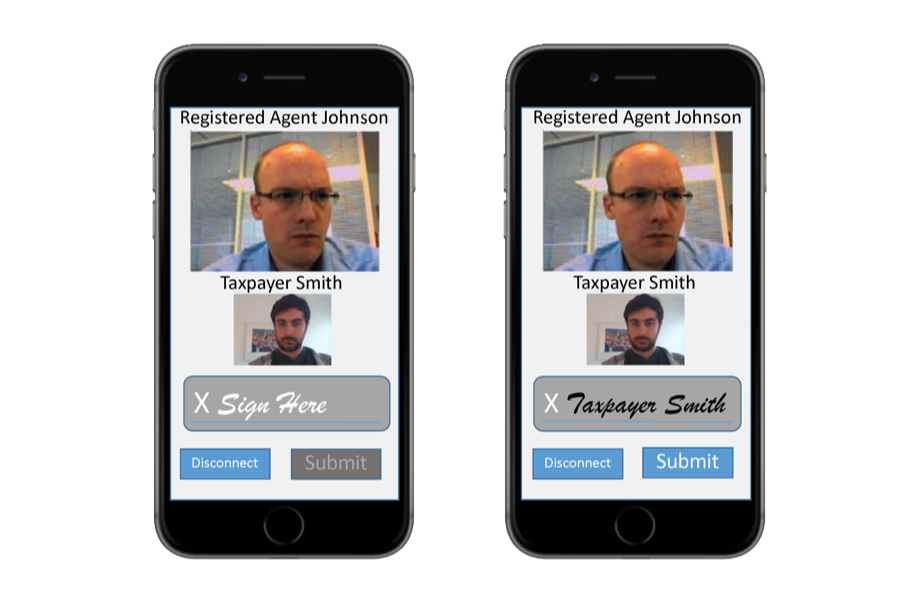 Registered Agent Johnson
Taxpayer Smith
X Sign Here
Disconnect Submit
Registered Agent Johnson
Taxpayer Smith
X Taxpayer Smith
Disconnect Submit